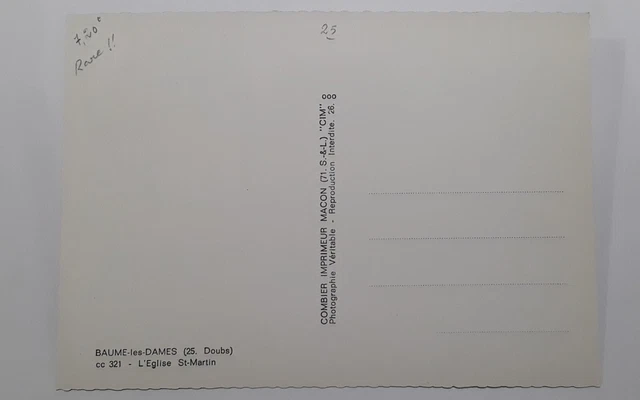 7,50°
Rare !!
25
COMBIER IMPRIMEUR MACON (71. S.-&-L.) "CIM" ooo
Photographie Véritable - Reproduction Interdite. 26. 0
BAUME-les-DAMES (25. Doubs)
cc 321 - L'Eglise St-Martin